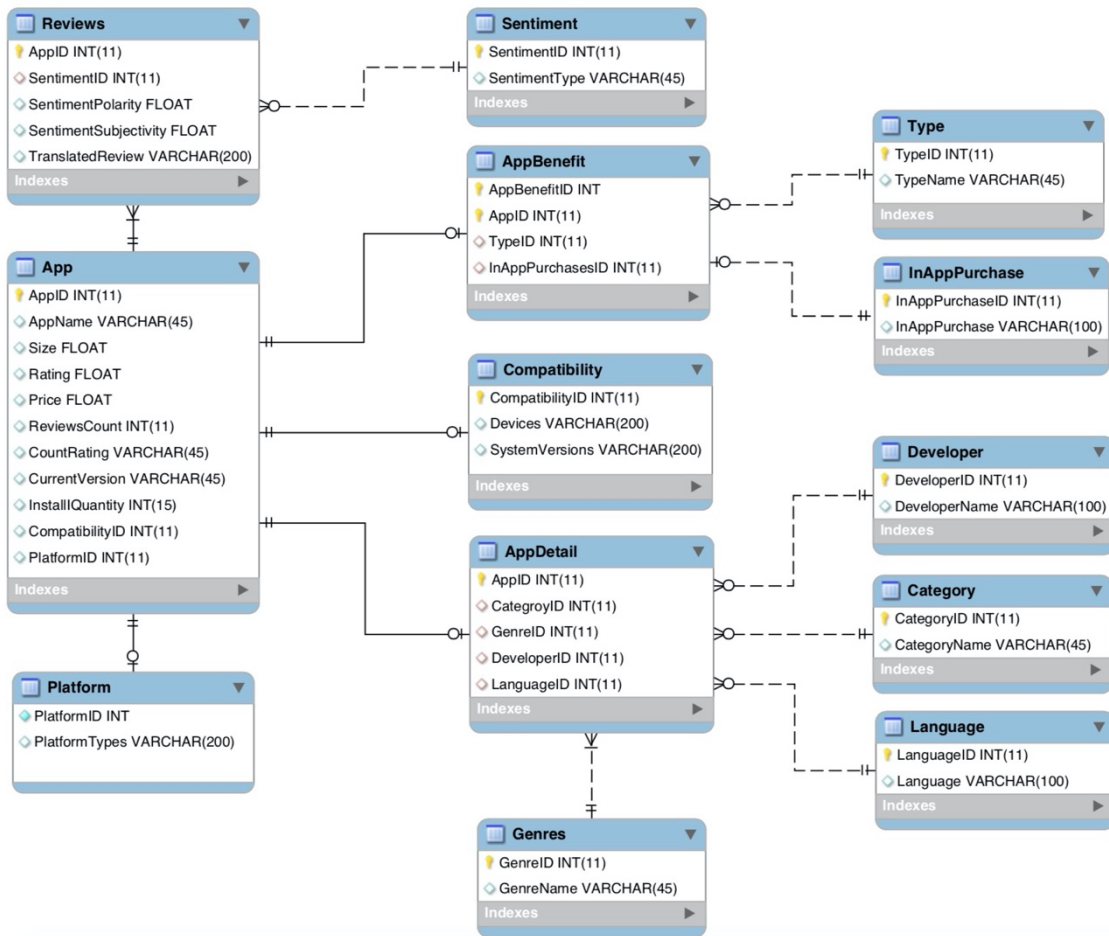 Reviews
AppID INT(11)
SentimentID INT(11)
SentimentPolarity FLOAT
SentimentSubjectivity FLOAT
TranslatedReview VARCHAR(200)
Indexes
Sentiment
SentimentID INT(11)
SentimentType VARCHAR(45)
Indexes
AppBenefit
AppBenefitID INT
AppID INT(11)
TypeID INT(11)
InAppPurchasesID INT(11)
Indexes
Type
TypeID INT(11)
TypeName VARCHAR(45)
Indexes
InAppPurchase
InAppPurchaseID INT(11)
InAppPurchase VARCHAR(100)
Indexes
App
AppID INT(11)
AppName VARCHAR(45)
Size FLOAT
Rating FLOAT
Price FLOAT
ReviewsCount INT(11)
CountRating VARCHAR(45)
CurrentVersion VARCHAR(45)
InstallIQuantity INT(15)
CompatibilityID INT(11)
PlatformID INT(11)
Indexes
Compatibility
CompatibilityID INT(11)
Devices VARCHAR(200)
SystemVersions VARCHAR(200)
Indexes
Developer
DeveloperID INT(11)
DeveloperName VARCHAR(100)
Indexes
AppDetail
AppID INT(11)
CategroyID INT(11)
GenreID INT(11)
DeveloperID INT(11)
LanguageID INT(11)
Indexes
Category
CategoryID INT(11)
CategoryName VARCHAR(45)
Indexes
Platform
PlatformID INT
PlatformTypes VARCHAR(200)
Language
LanguageID INT(11)
Language VARCHAR(100)
Indexes
Genres
GenreID INT(11)
GenreName VARCHAR(45)
Indexes